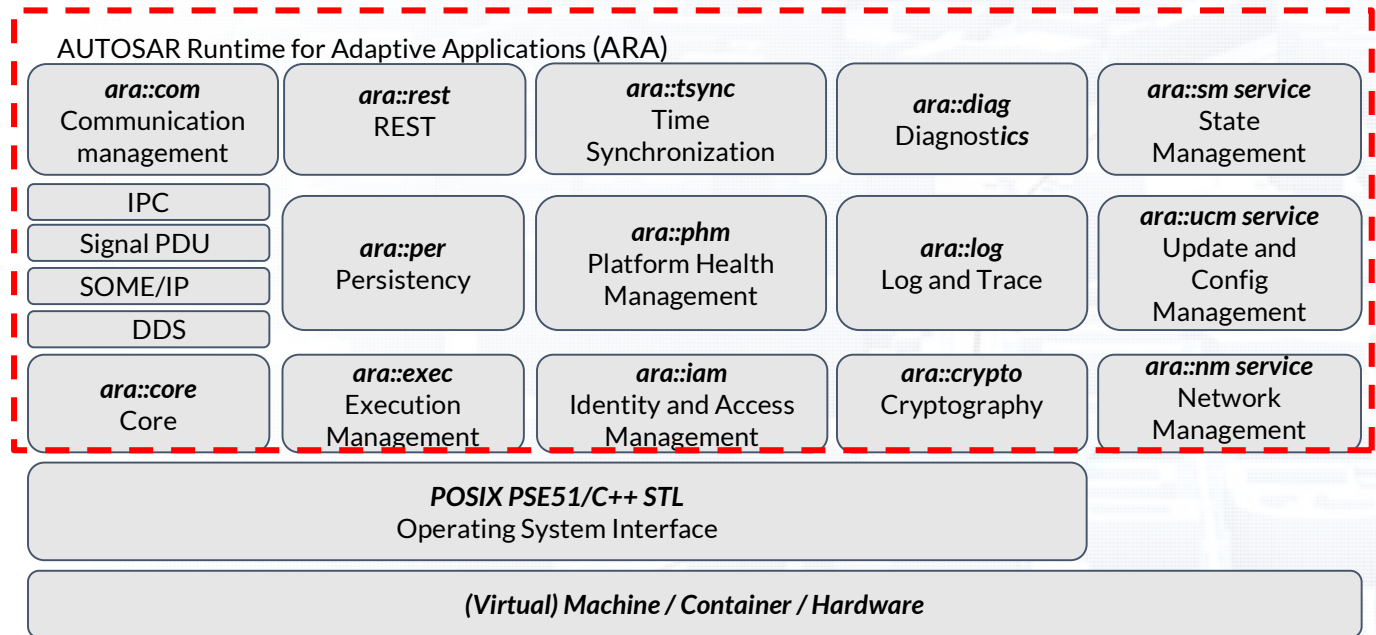 AUTOSAR Runtime for Adaptive Applications (ARA)
ara::com
Communication
management
ara::rest
REST
ara::tsync
Time
Synchronization
ara::diag
Diagnostics
ara::sm service
State
Management
IPC
Signal PDU
SOME/IP
DDS
ara::per
Persistency
ara::phm
Platform Health
Management
ara::log
Log and Trace
ara::ucm service
Update and
Config
Management
ara::core
Core
ara::exec
Execution
Management
ara::iam
Identity and Access
Management
ara::crypto
Cryptography
ara::nm service
Network
Management
POSIX PSE51/C++ STL
Operating System Interface
(Virtual) Machine / Container / Hardware